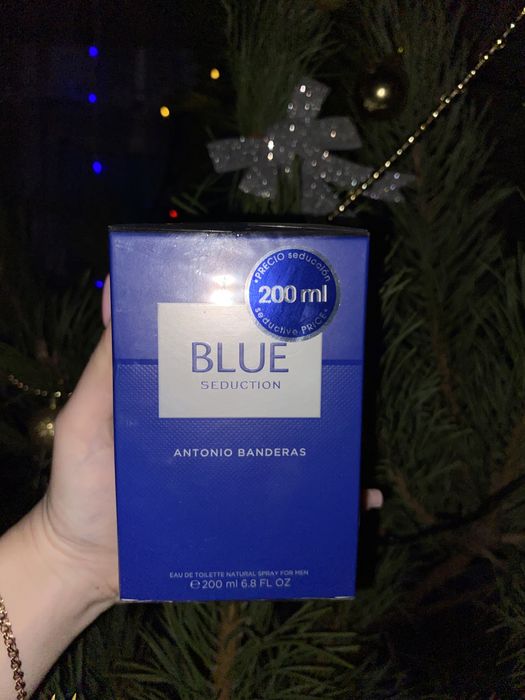 •PRECIO seducción•
200 ml
seductive PRICE
BLUE
SEDUCTION
ANTONIO BANDERAS
EAU DE TOILETTE NATURAL SPRAY FOR MEN
℮200 ml 6.8 FL OZ